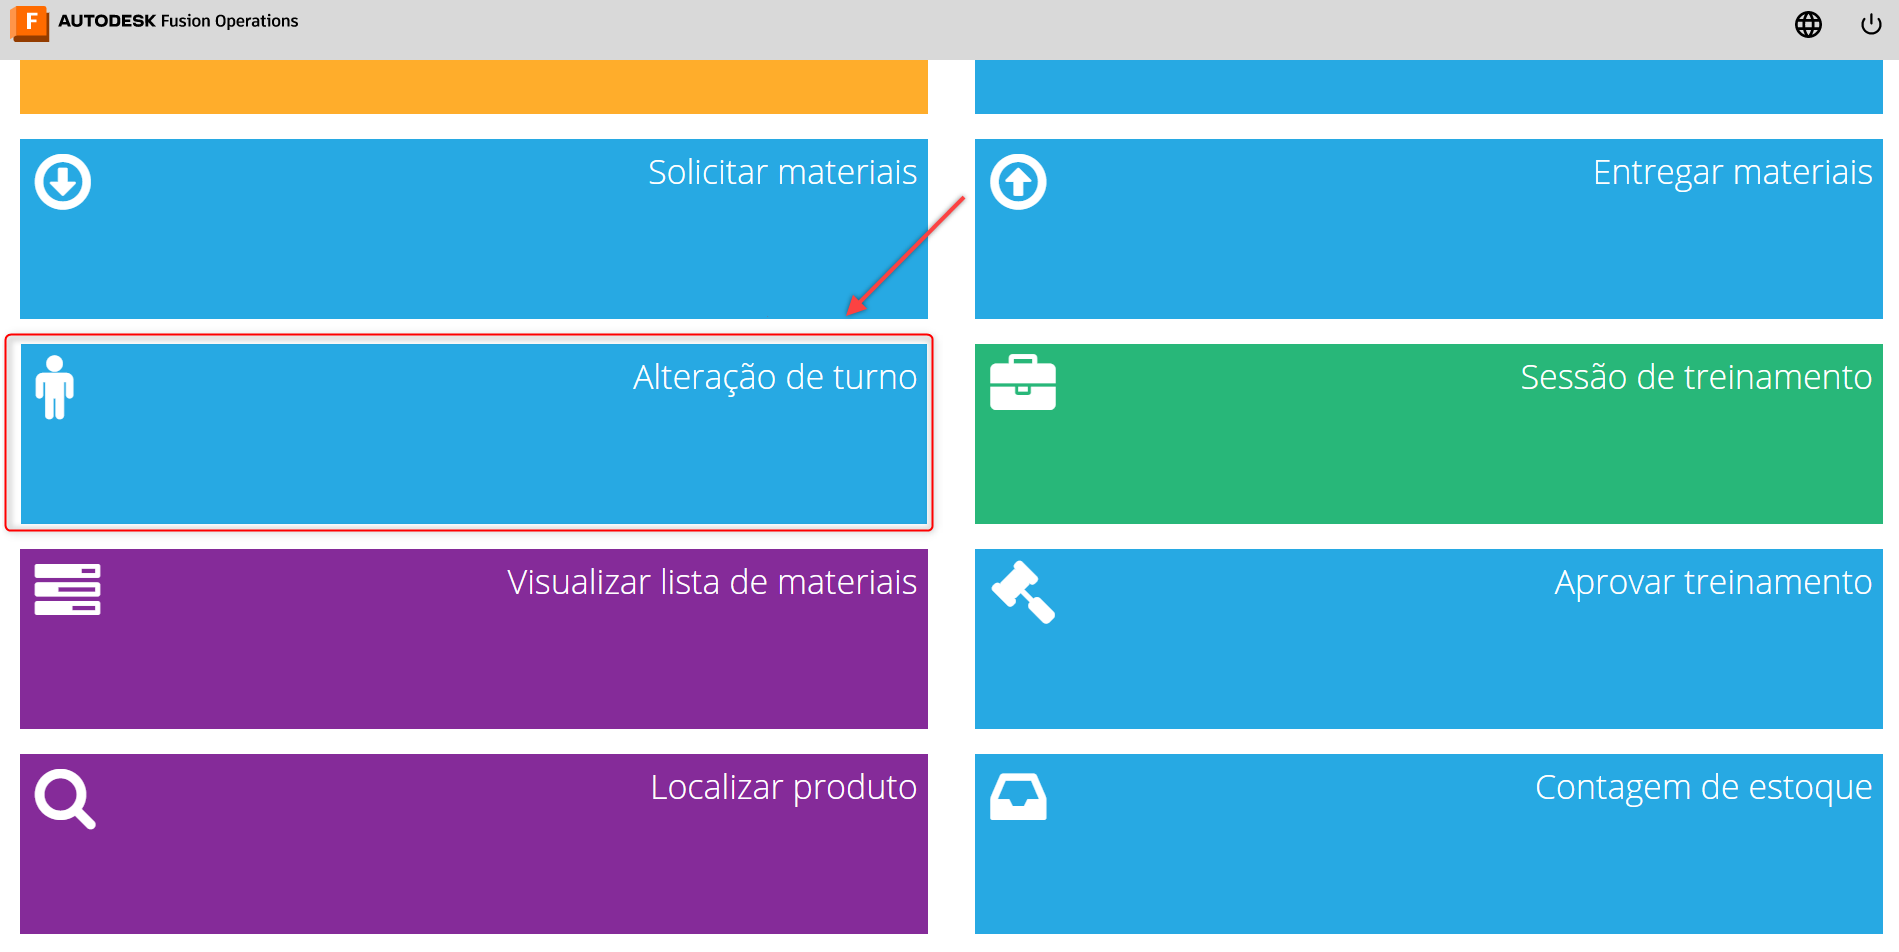 AUTODESK Fusion Operations
Solicitar materiais
Entregar materiais
Alteração de turno
Sessão de treinamento
Visualizar lista de materiais
Aprovar treinamento
Localizar produto
Contagem de estoque